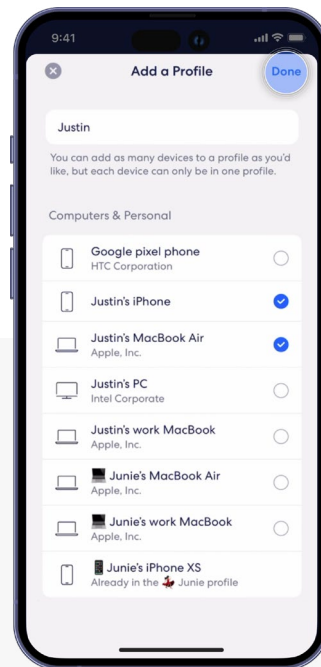 9:41
Add a Profile
Done
Justin
You can add as many devices to a profile as you'd
like, but each device can only be in one profile.
Computers & Personal
Google pixel phone
HTC Corporation
Justin's iPhone
Justin's MacBook Air
Apple, Inc.
Justin's PC
Intel Corporate
Justin's work MacBook
Apple, Inc.
Junie's MacBook Air
Apple, Inc.
Junie's work MacBook
Apple, Inc.
Junie's iPhone XS
Already in the 💃 Junie profile